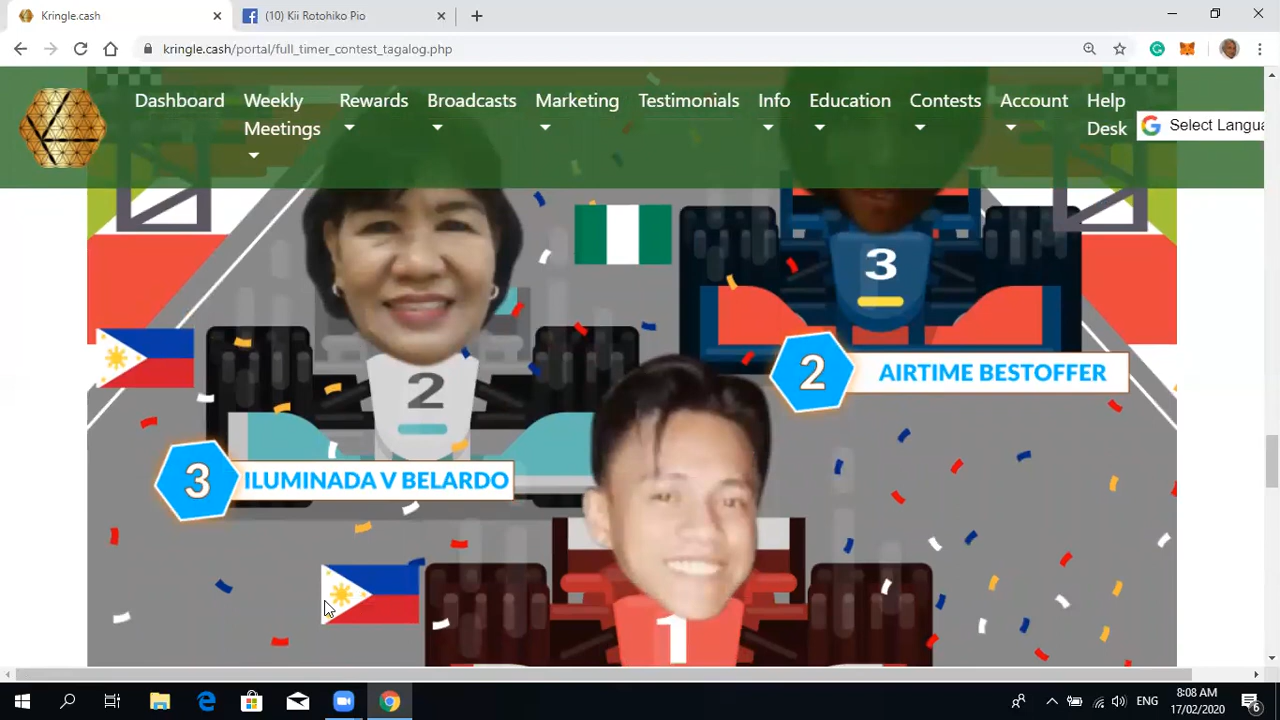 Kringle.cash
(10) Kii Rotohiko Pio
kringle.cash/portal/full_timer_contest_tagalog.php
Dashboard
Weekly
Meetings
Rewards
Broadcasts
Marketing
Testimonials
Info
Education
Contests
Account
Help
Desk
Select Langua
3
2
2
AIRTIME BESTOFFER
3
ILUMINADA V BELARDO
1
ENG
8:08 AM
17/02/2020
6